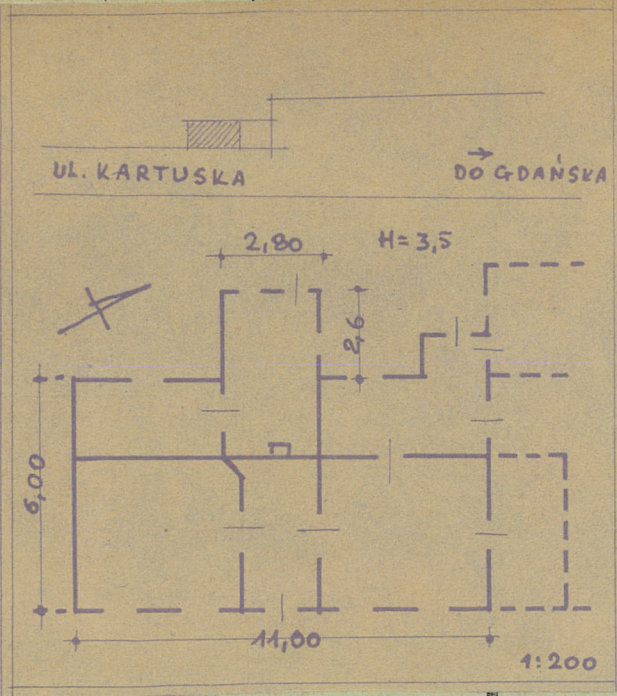 UL. KARTUSKA
→
DO GDAŃSKA
2,80
H = 3,5
2,6
6,00
11,00
1:200